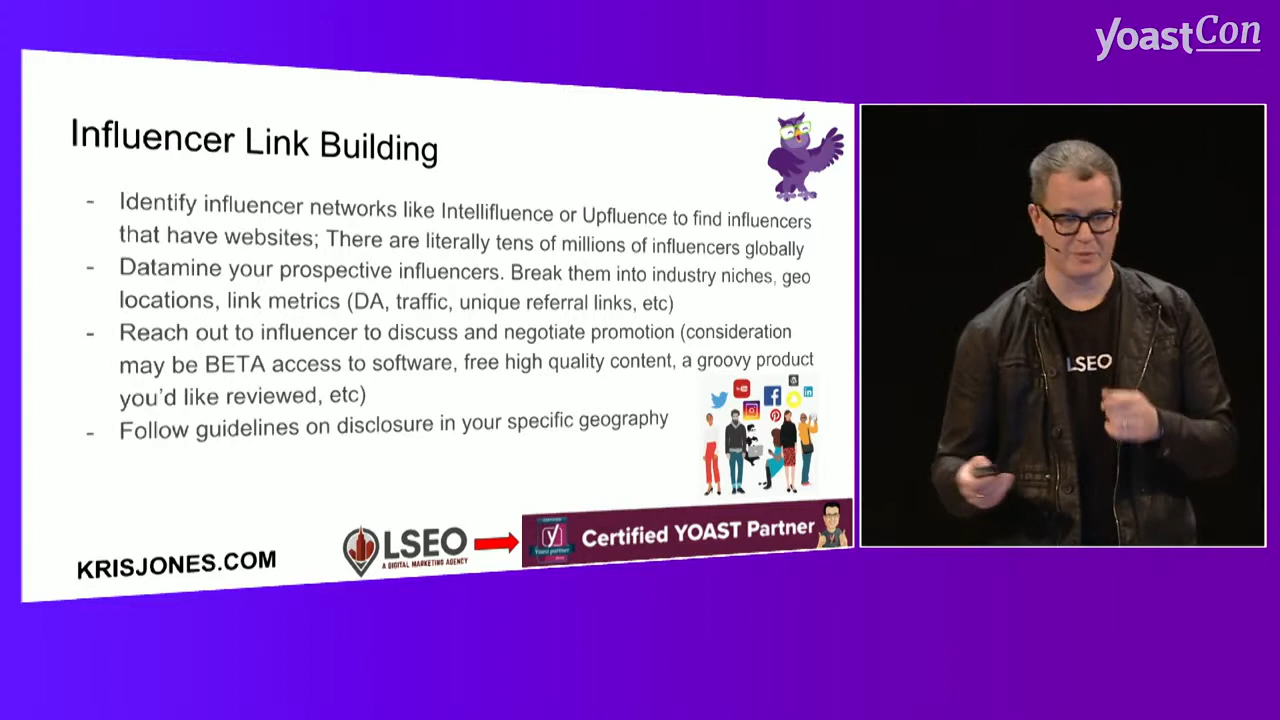 yoastCon
Influencer Link Building
- Identify influencer networks like Intellifluence or Upfluence to find influencers
that have websites; There are literally tens of millions of influencers globally
- Datamine your prospective influencers. Break them into industry niches, geo
locations, link metrics (DA, traffic, unique referral links, etc)
- Reach out to influencer to discuss and negotiate promotion (consideration
may be BETA access to software, free high quality content, a groovy product
you'd like reviewed, etc)
- Follow guidelines on disclosure in your specific geography
LSEO
KRISJONES.COM
LSEO
A DIGITAL MARKETING AGENCY
Yoast partner
Certified YOAST Partner